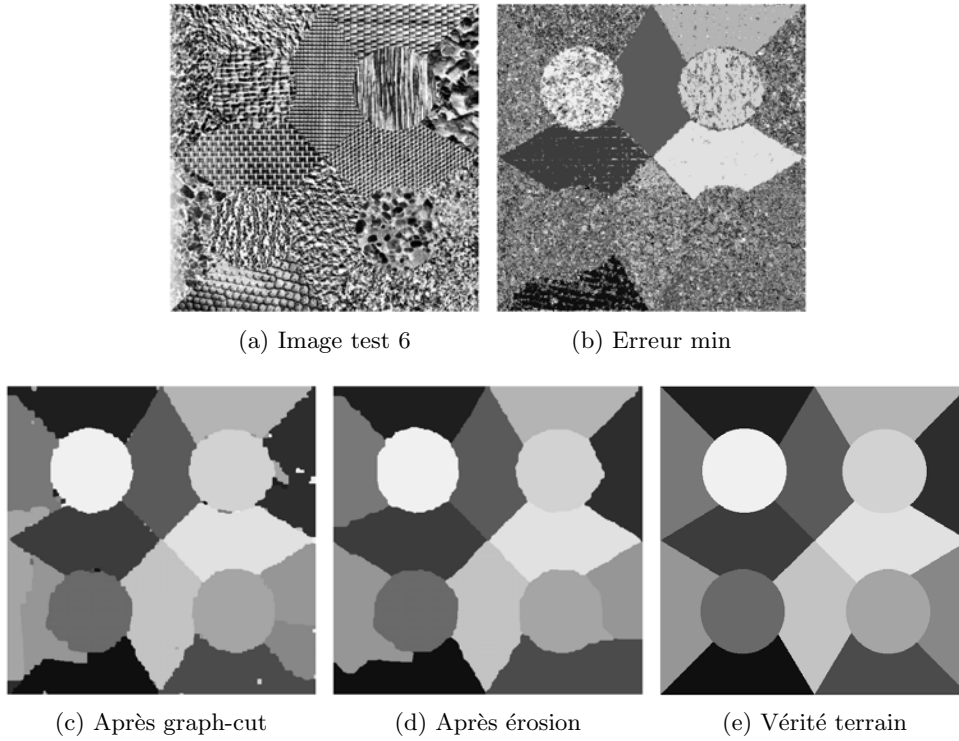 (a) Image test 6
(b) Erreur min
(c) Après graph-cut
(d) Après érosion
(e) Vérité terrain